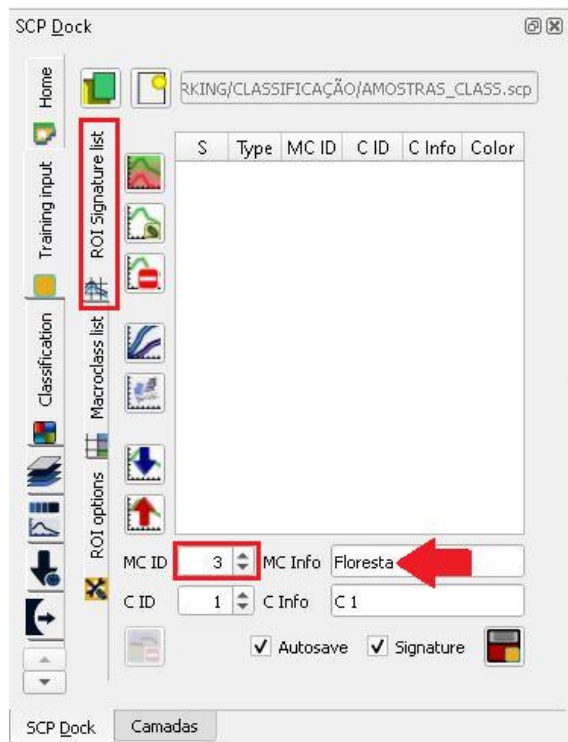 SCP Dock
Home
Training input
Classification
ROI Signature list
Macroclass list
ROI options
RKING/CLASSIFICAÇÃO/AMOSTRAS_CLASS.scp
S Type MC ID C ID C Info Color
MC ID 3 MC Info Floresta
C ID 1 C Info C 1
Autosave Signature
SCP Dock Camadas